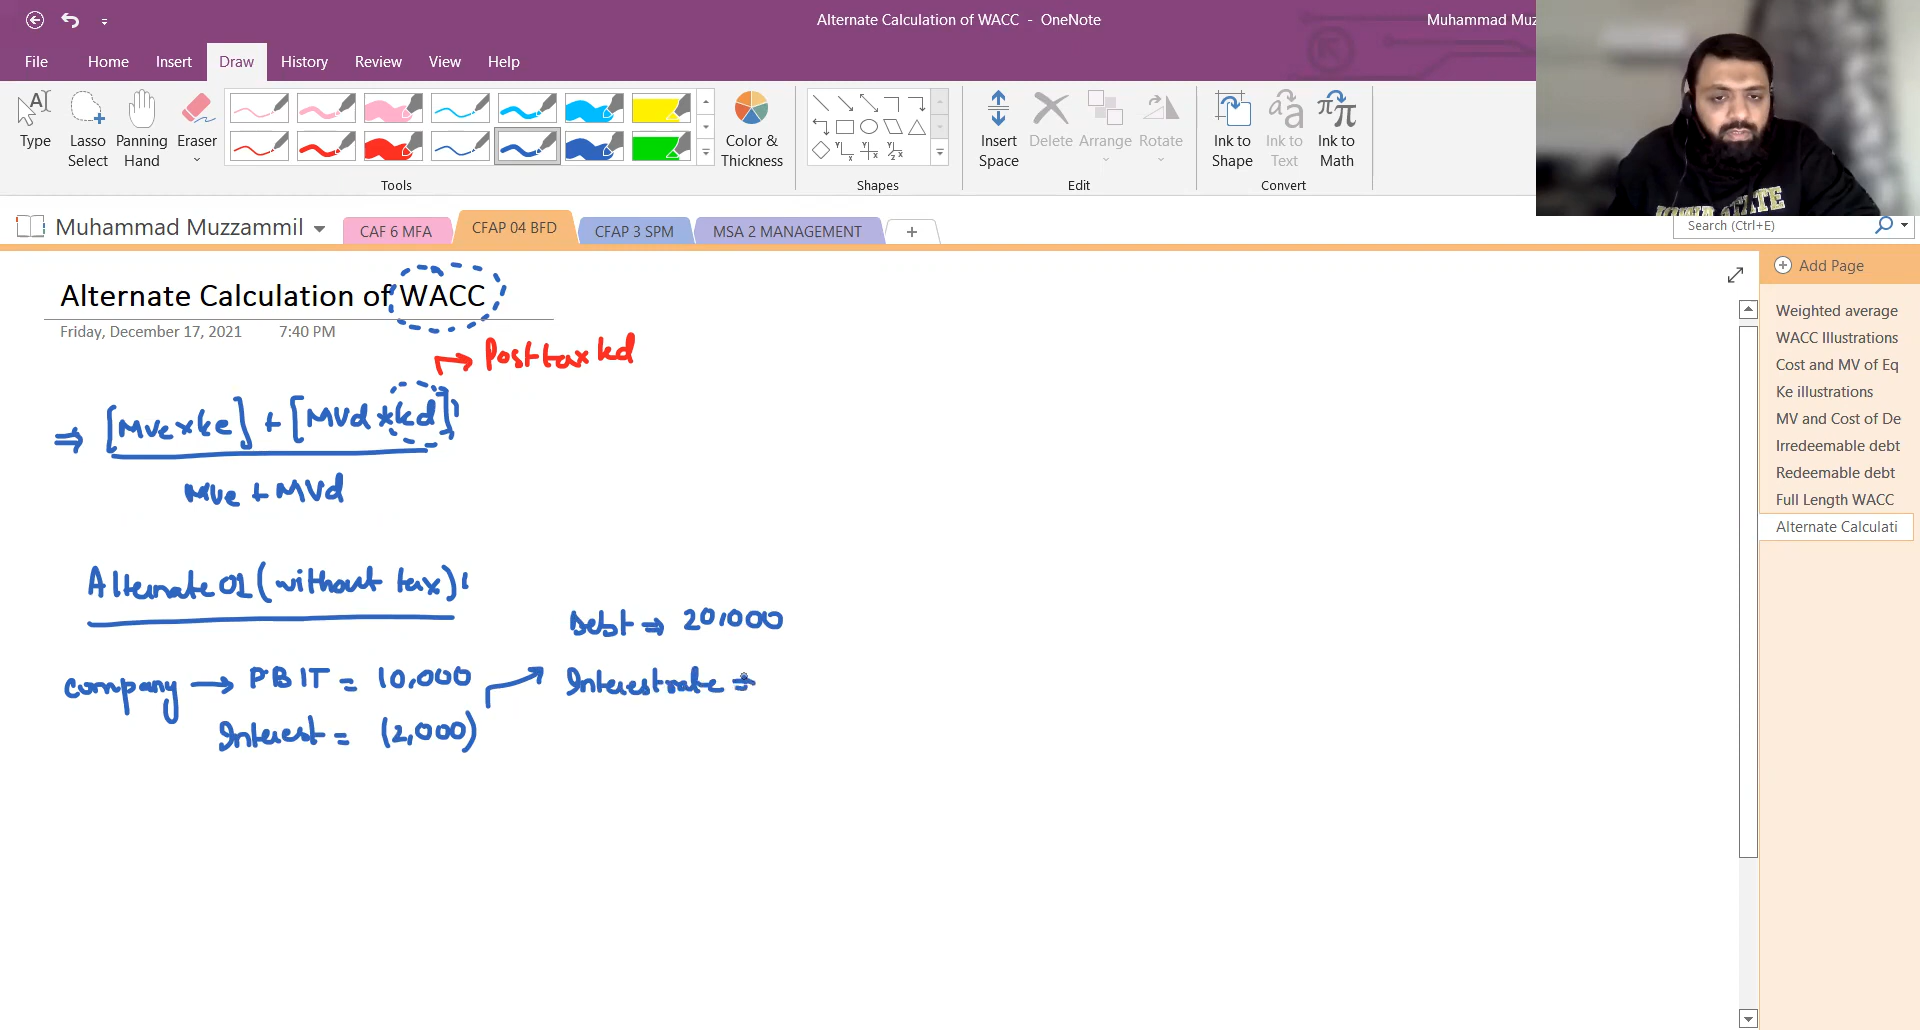 Alternate Calculation of WACC - OneNote
Muhammad Muzz
File Home Insert Draw History Review View Help
Type
Lasso Select
Panning Hand
Eraser
Color & Thickness
Insert Space
Delete
Arrange
Rotate
Ink to Shape
Ink to Text
Ink to Math
Tools
Shapes
Edit
Convert
Muhammad Muzzammil
CAF 6 MFA
CFAP 04 BFD
CFAP 3 SPM
MSA 2 MANAGEMENT
Search (Ctrl+E)
Alternate Calculation of WACC
Friday, December 17, 2021 7:40 PM
Post tax kd
⇒ [MVe × ke] + [MVd × kd]
MVe + MVd
Alternate 01 (without tax)
Debt ⇒ 20,000
company → PBIT = 10,000
Interest rate =
Interest = (2,000)
Add Page
Weighted average
WACC Illustrations
Cost and MV of Eq
Ke illustrations
MV and Cost of De
Irredeemable debt
Redeemable debt
Full Length WACC
Alternate Calculati